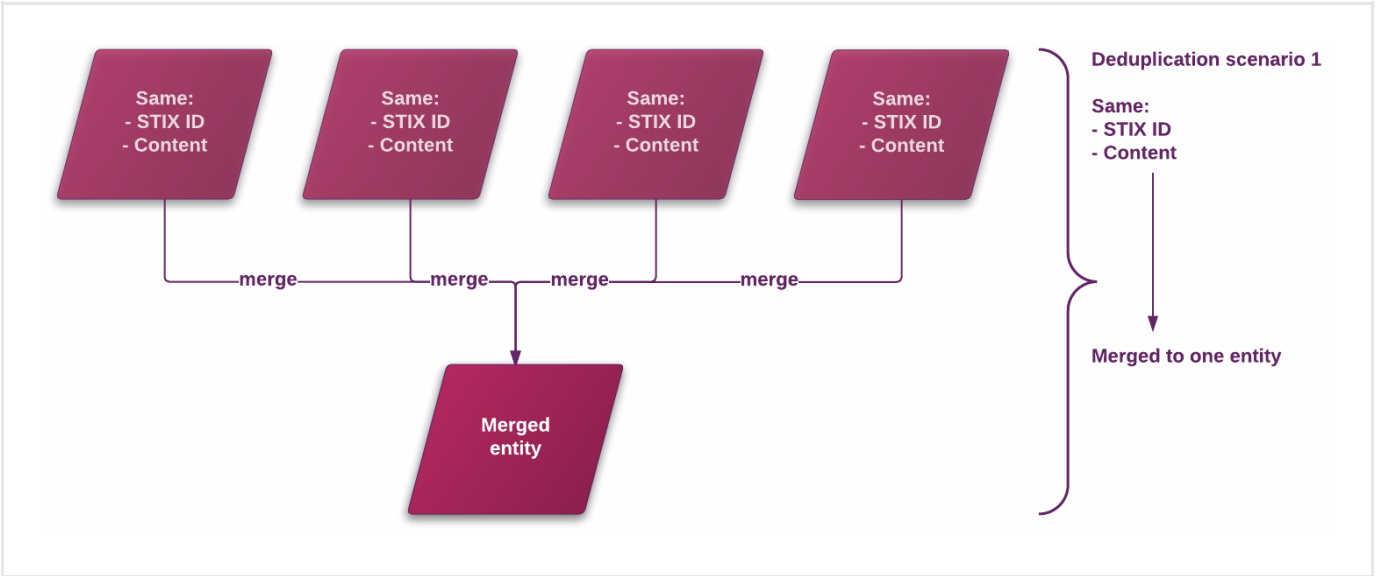 Same:
- STIX ID
- Content
Same:
- STIX ID
- Content
Same:
- STIX ID
- Content
Same:
- STIX ID
- Content
merge
merge
merge
merge
Merged
entity
Deduplication scenario 1
Same:
- STIX ID
- Content
Merged to one entity